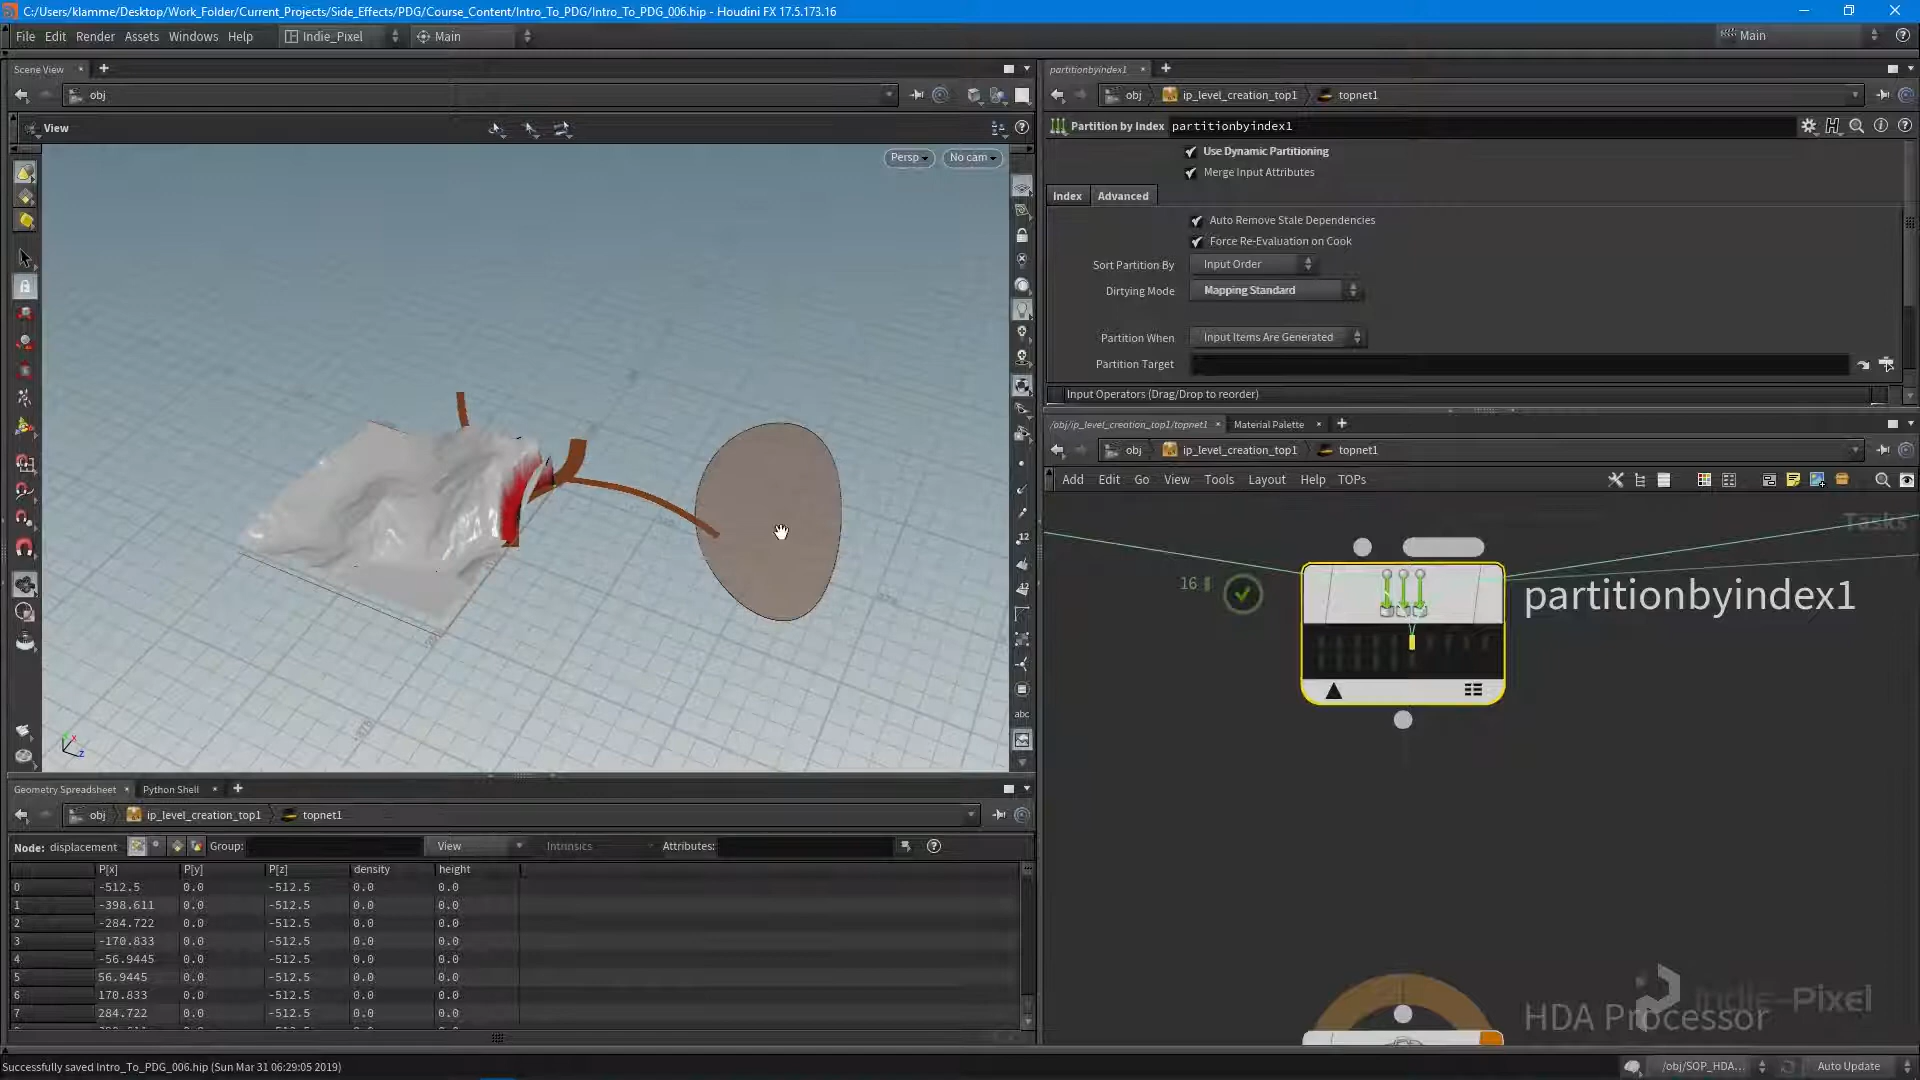 C:/Users/klamme/Desktop/Work_Folder/Current_Projects/Side_Effects/PDG/Course_Content/Intro_To_PDG/Intro_To_PDG_006.hip - Houdini FX 17.5.173.16
File Edit Render Assets Windows Help Indie_Pixel Main Main
Scene View
obj
View
Persp No cam
abc
partitionbyindex1
obj ip_level_creation_top1 topnet1
Partition by Index partitionbyindex1
Use Dynamic Partitioning
Merge Input Attributes
Index Advanced
Auto Remove Stale Dependencies
Force Re-Evaluation on Cook
Sort Partition By Input Order
Dirtying Mode Mapping Standard
Partition When Input Items Are Generated
Partition Target
Input Operators (Drag/Drop to reorder)
/obj/ip_level_creation_top1/topnet1 Material Palette
obj ip_level_creation_top1 topnet1
Add Edit Go View Tools Layout Help TOPs
Tasks
16
partitionbyindex1
HDA Processor
Indie-Pixel
Geometry Spreadsheet Python Shell
obj ip_level_creation_top1 topnet1
Node: displacement Group: View Intrinsics Attributes:
P[x] P[y] P[z] density height
0 -512.5 0.0 -512.5 0.0 0.0
1 -398.611 0.0 -512.5 0.0 0.0
2 -284.722 0.0 -512.5 0.0 0.0
3 -170.833 0.0 -512.5 0.0 0.0
4 -56.9445 0.0 -512.5 0.0 0.0
5 56.9445 0.0 -512.5 0.0 0.0
6 170.833 0.0 -512.5 0.0 0.0
7 284.722 0.0 -512.5 0.0 0.0
Successfully saved Intro_To_PDG_006.hip (Sun Mar 31 06:29:05 2019)
/obj/SOP_HDA... Auto Update